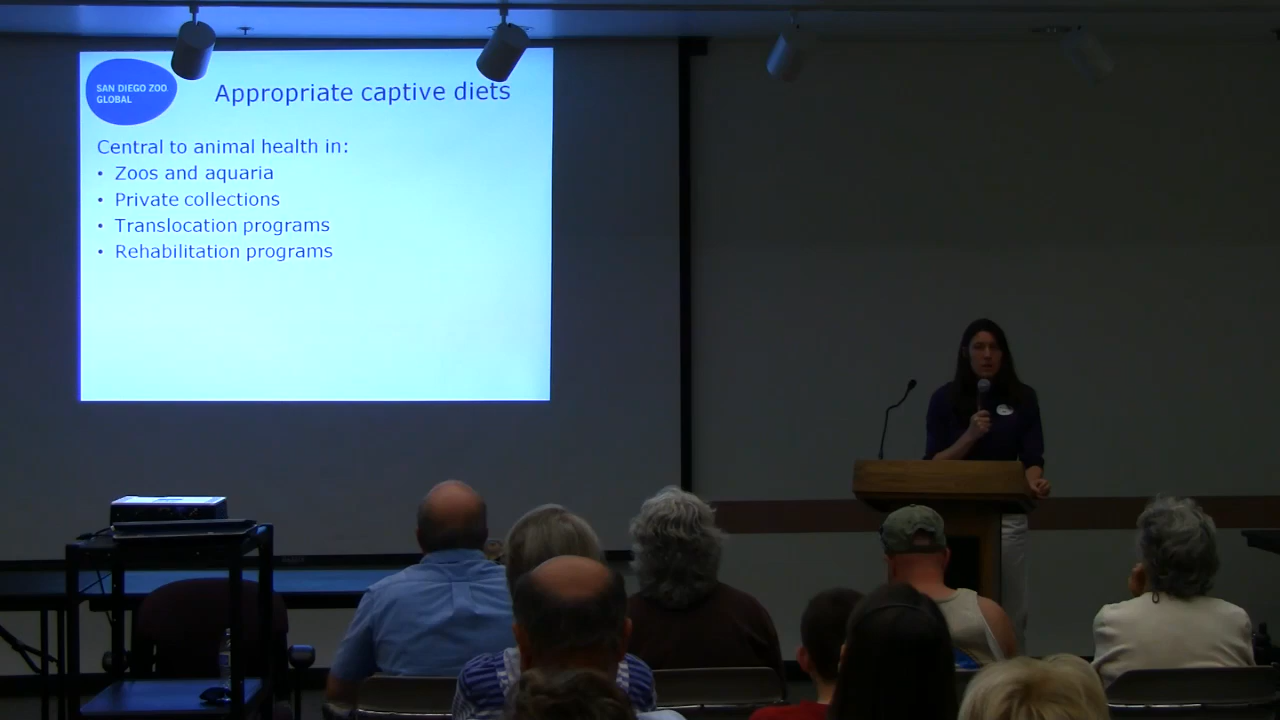 SAN DIEGO ZOO
GLOBAL
Appropriate captive diets
Central to animal health in:
• Zoos and aquaria
• Private collections
• Translocation programs
• Rehabilitation programs